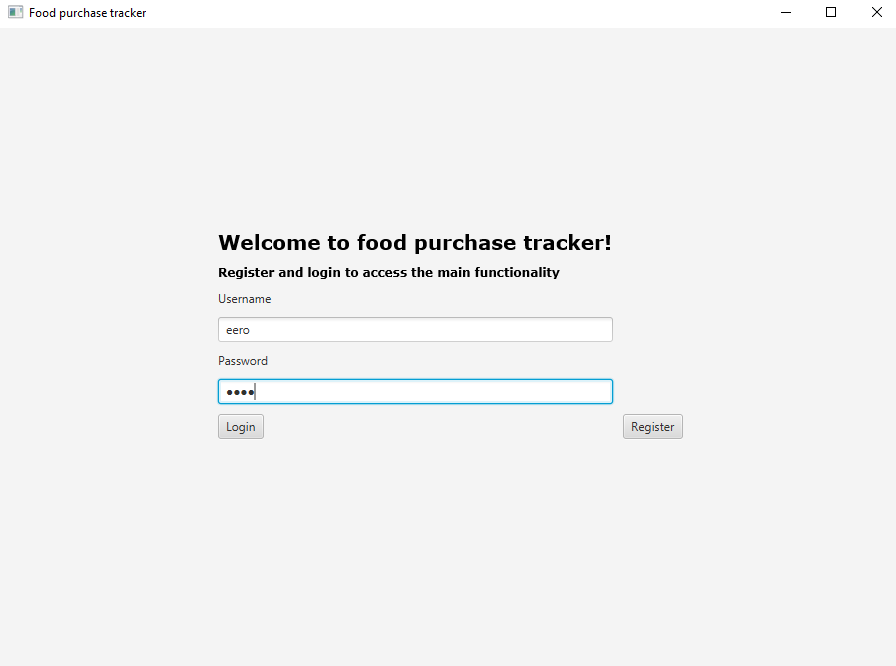 Food purchase tracker
Welcome to food purchase tracker!
Register and login to access the main functionality
Username
eero
Password
••••
Login Register